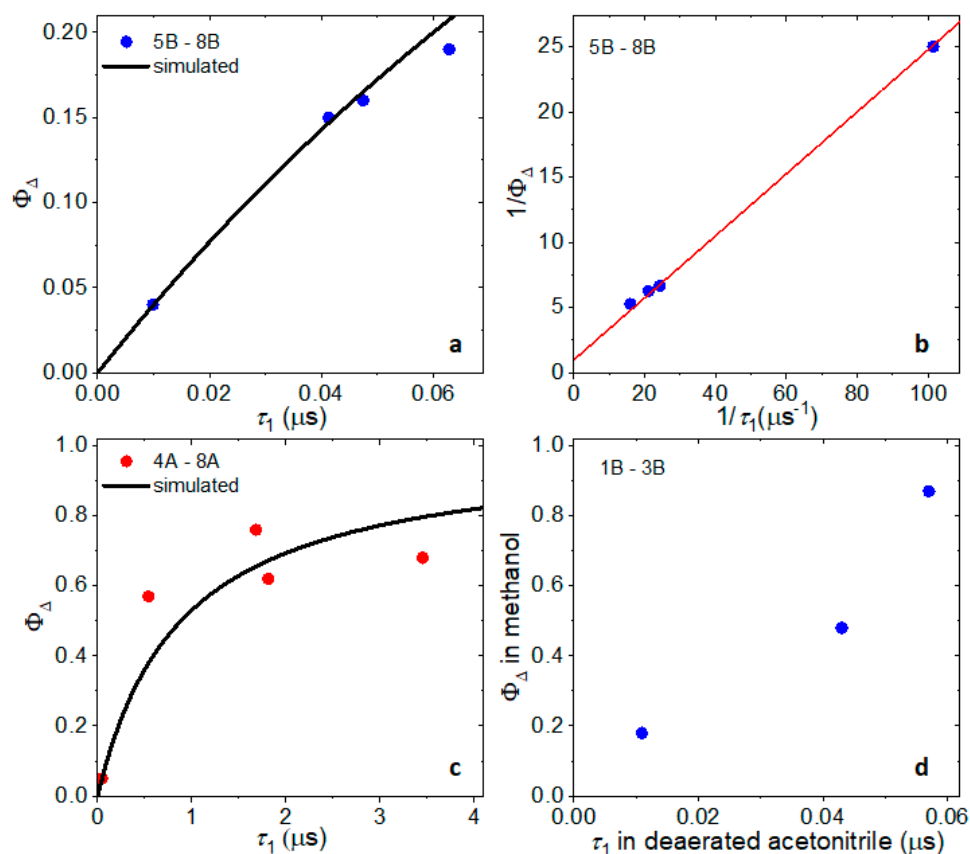 0.20
0.15
0.10
0.05
0.00
Φ_Δ
5B - 8B
simulated
a
0.00 0.02 0.04 0.06
τ₁ (μs)
25
20
15
10
5
0
1/Φ_Δ
5B - 8B
b
0 20 40 60 80 100
1/τ₁(μs⁻¹)
1.0
0.8
0.6
0.4
0.2
0.0
Φ_Δ
4A - 8A
simulated
c
0 1 2 3 4
τ₁ (μs)
1.0
0.8
0.6
0.4
0.2
0.0
Φ_Δ in methanol
1B - 3B
d
0.00 0.02 0.04 0.06
τ₁ in deaerated acetonitrile (μs)